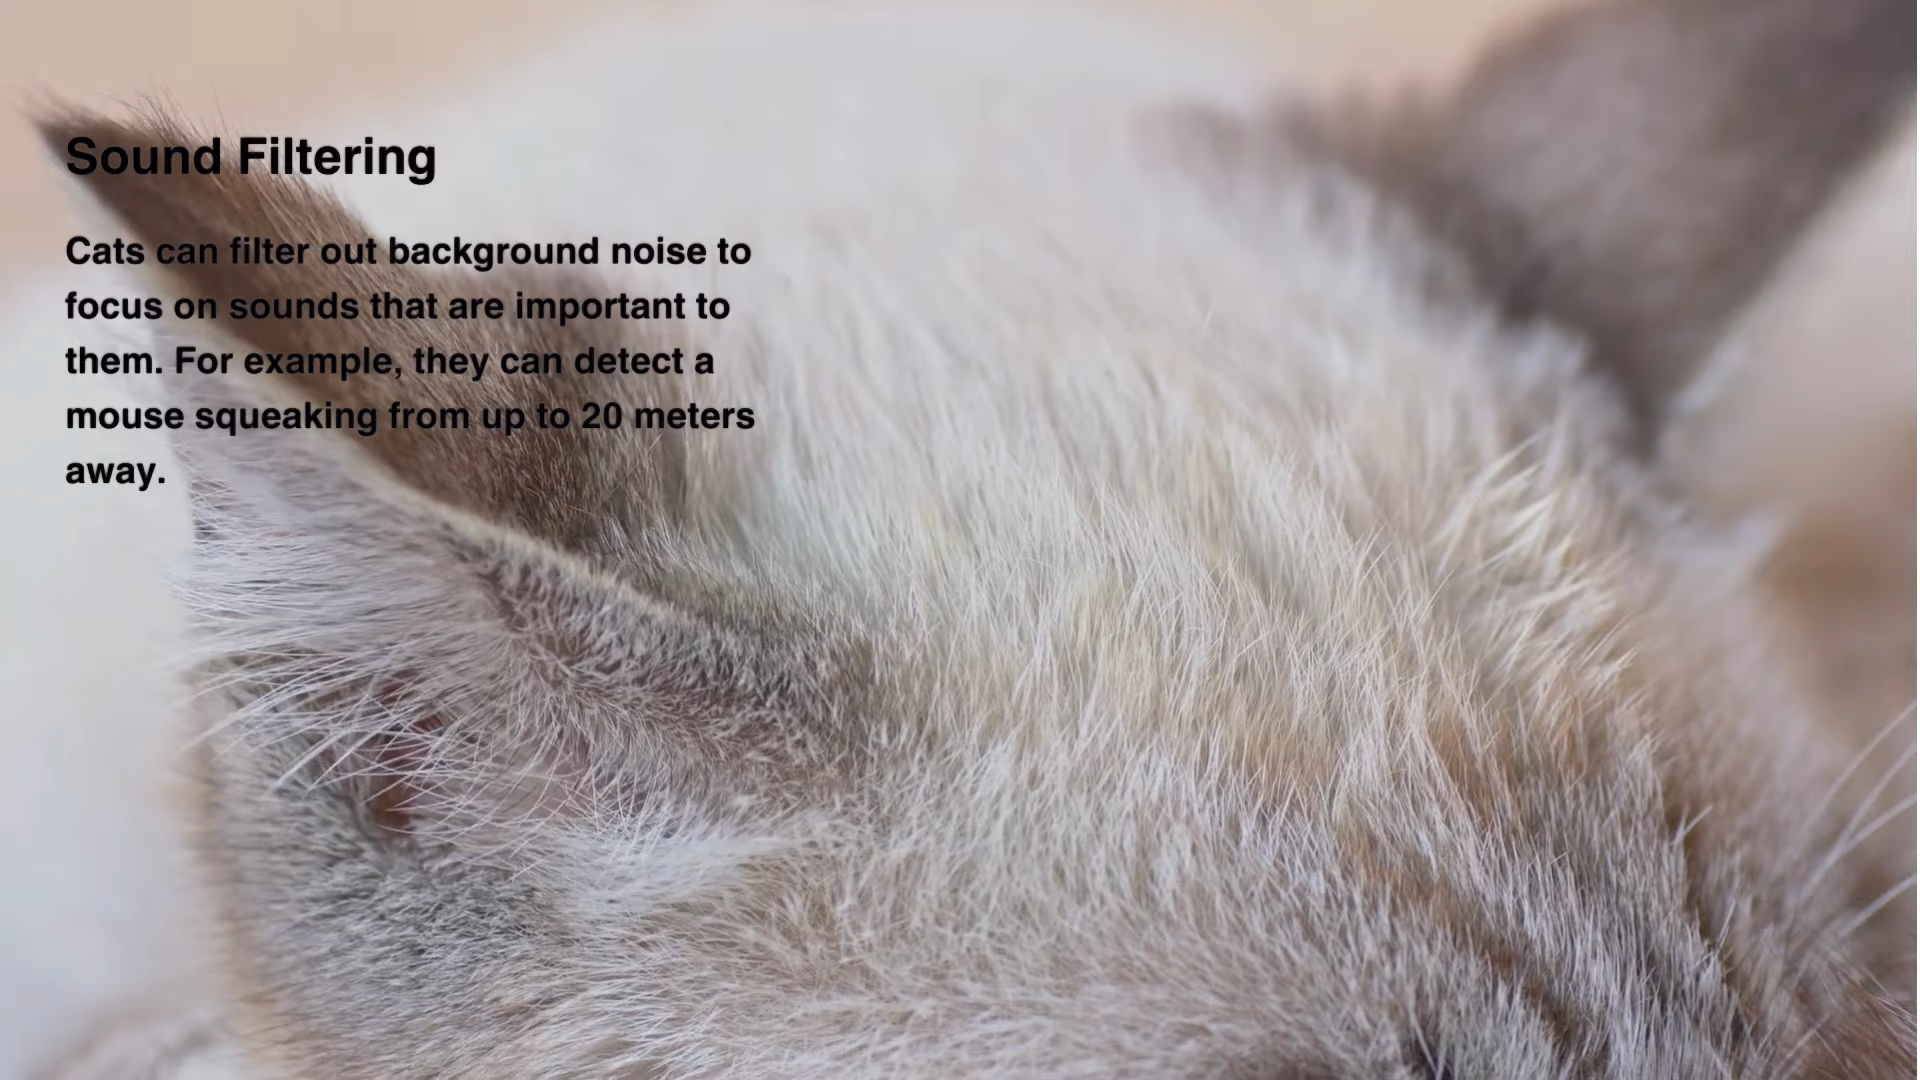 Sound Filtering
Cats can filter out background noise to
focus on sounds that are important to
them. For example, they can detect a
mouse squeaking from up to 20 meters
away.